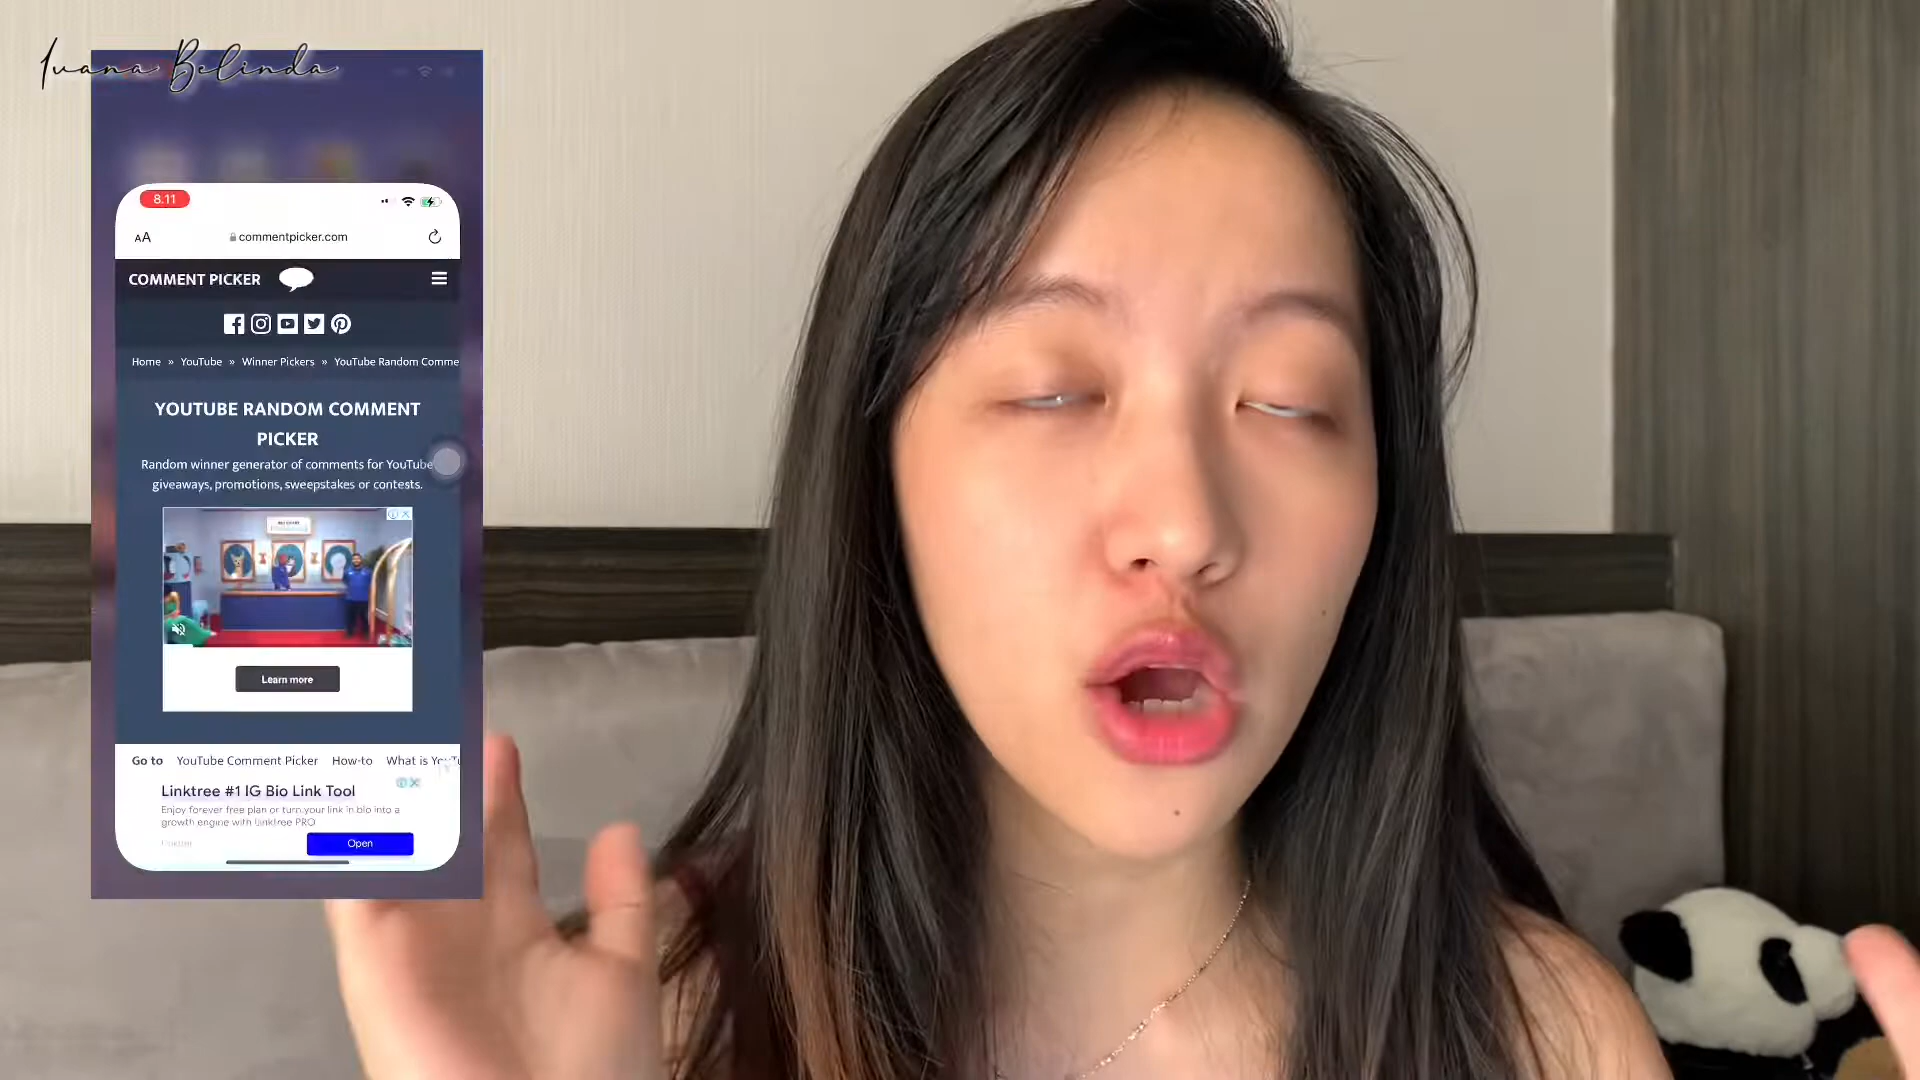 Ivana Belinda
8.11
AA
commentpicker.com
COMMENT PICKER
Home » YouTube » Winner Pickers » YouTube Random Comme
YOUTUBE RANDOM COMMENT
PICKER
Random winner generator of comments for YouTube
giveaways, promotions, sweepstakes or contests.
Learn more
Go to YouTube Comment Picker How-to What is YouTu
Linktree #1 IG Bio Link Tool
Enjoy forever free plan or turn your link in bio into a
growth engine with linktree PRO
Open